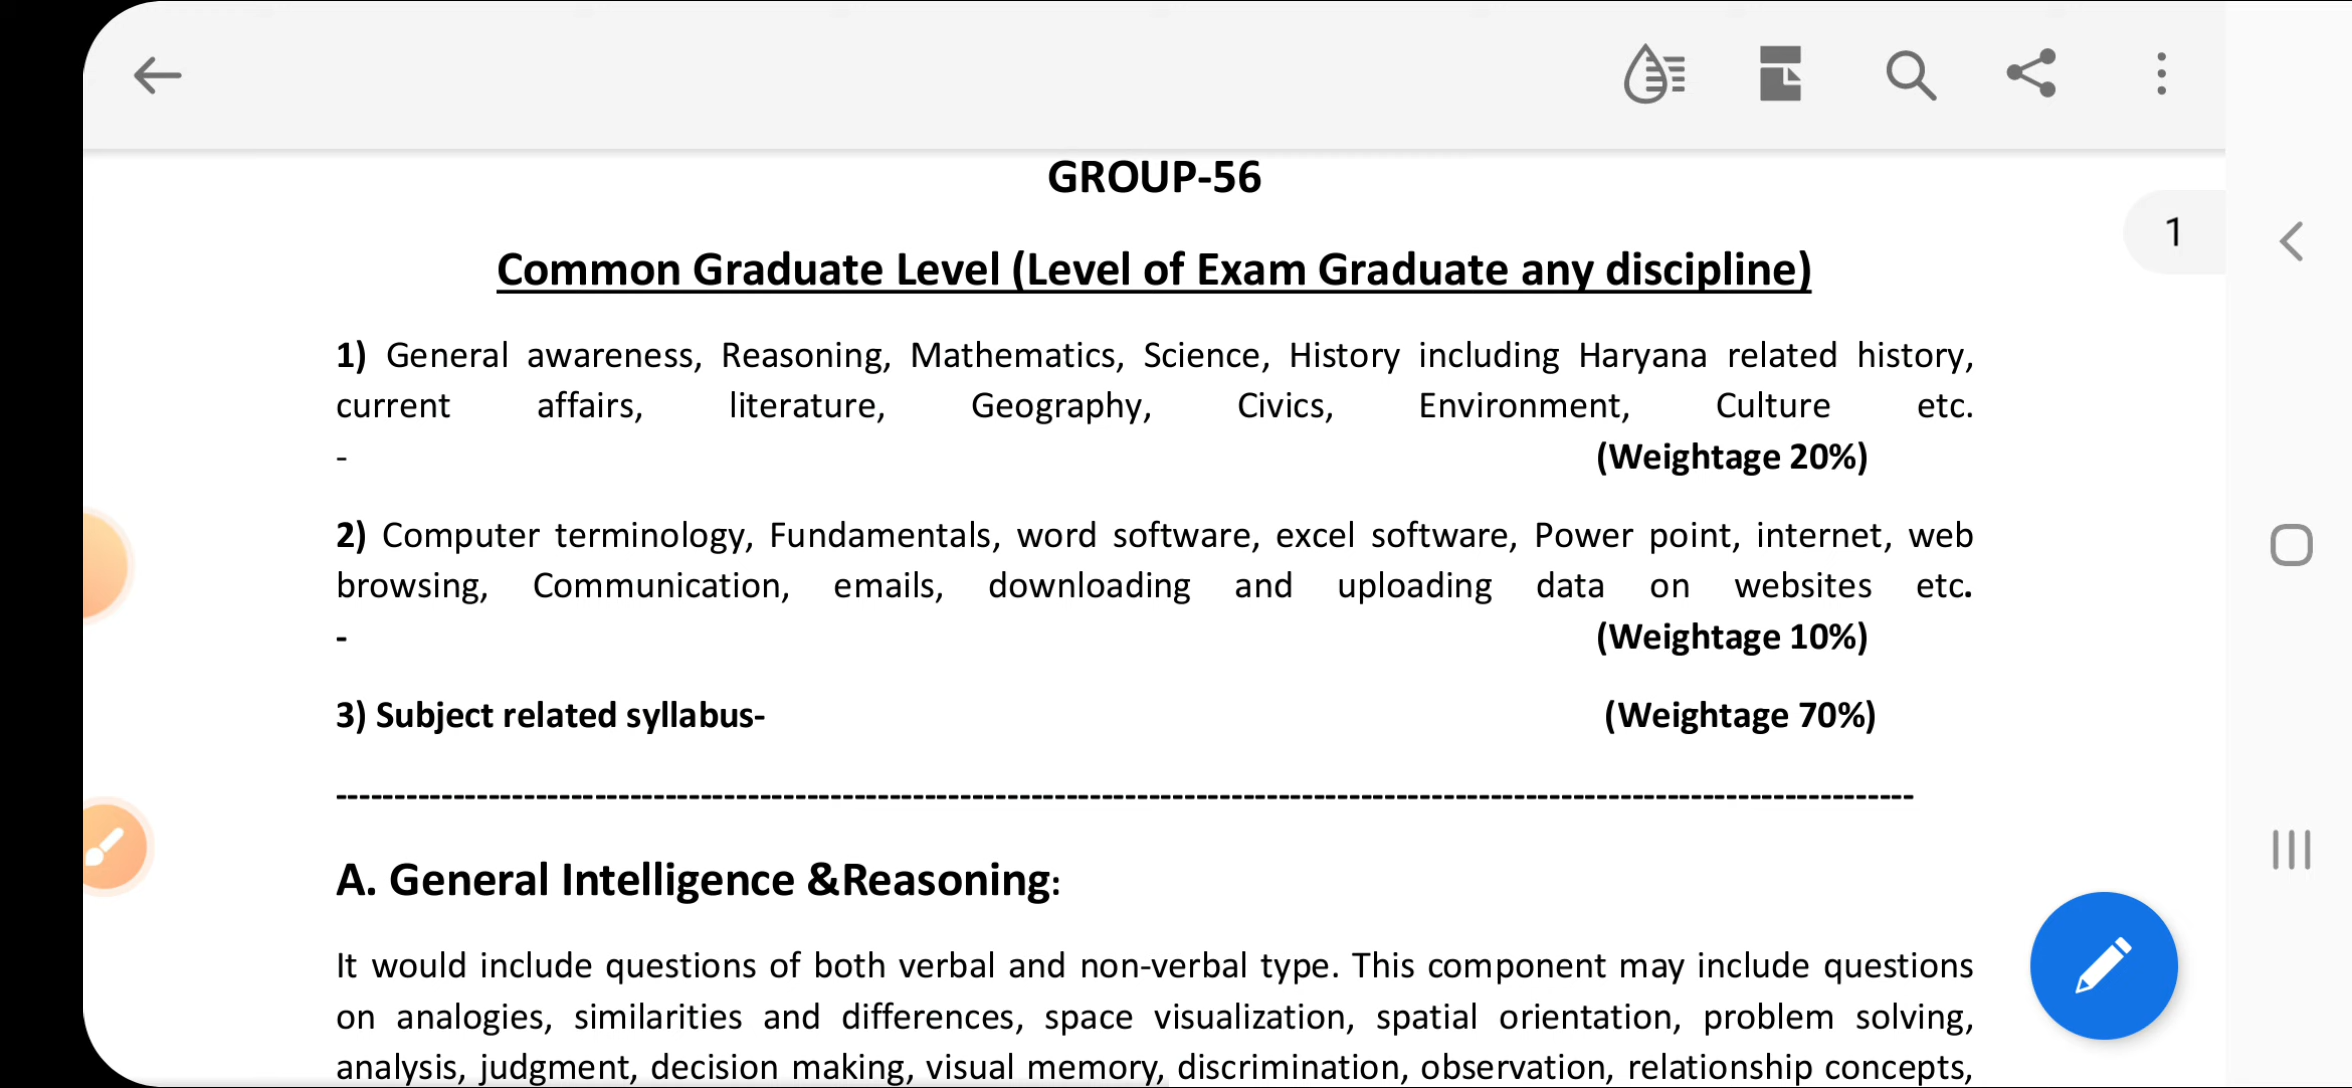 GROUP-56
1
Common Graduate Level (Level of Exam Graduate any discipline)
1) General awareness, Reasoning, Mathematics, Science, History including Haryana related history,
current affairs, literature, Geography, Civics, Environment, Culture etc.
- (Weightage 20%)
2) Computer terminology, Fundamentals, word software, excel software, Power point, internet, web
browsing, Communication, emails, downloading and uploading data on websites etc.
- (Weightage 10%)
3) Subject related syllabus- (Weightage 70%)
A. General Intelligence &Reasoning:
It would include questions of both verbal and non-verbal type. This component may include questions
on analogies, similarities and differences, space visualization, spatial orientation, problem solving,
analysis, judgment, decision making, visual memory, discrimination, observation, relationship concepts,